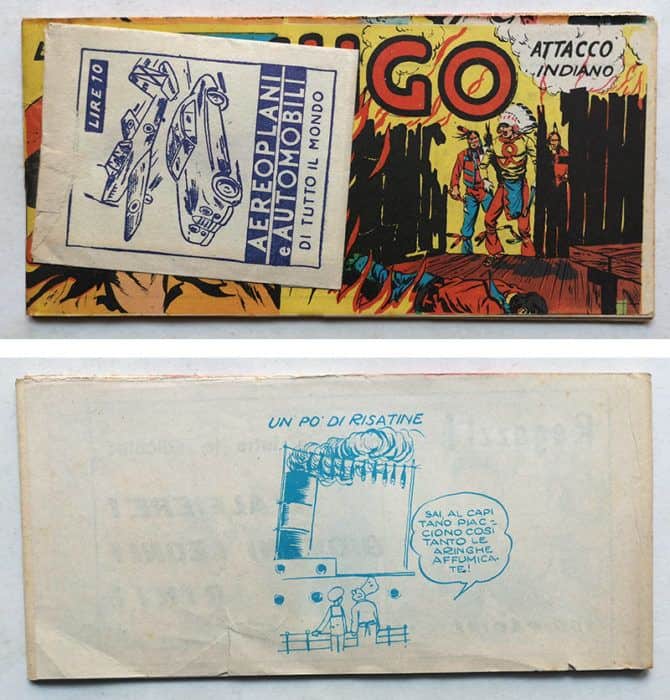 GO
ATTACCO
INDIANO
LIRE 10
AEREOPLANI
e AUTOMOBILI
DI TUTTO IL MONDO
UN PO' DI RISATINE
SAI, AL CAPI
TANO PIAC-
CIONO COSÌ
TANTO LE
ARINGHE
AFFUMICA-
TE!